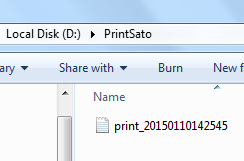 Local Disk (D:) ▸ PrintSato
ary ▾ Share with ▾ Burn New f
Name
print_20150110142545